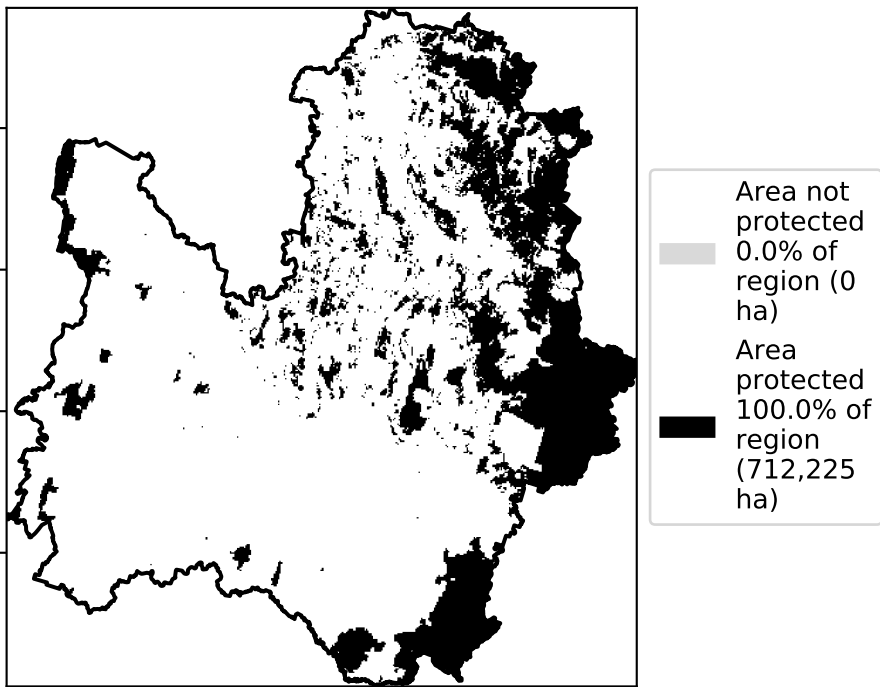 Area not
protected
0.0% of
region (0
ha)
Area
protected
100.0% of
region
(712,225
ha)